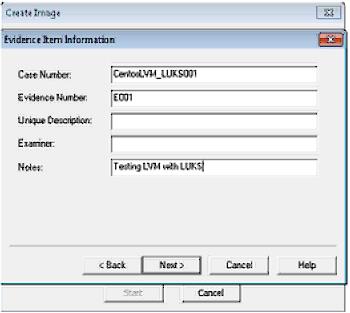 Create Image
Evidence Item Information
Case Number: CentosLVM_LUKS001
Evidence Number: E001
Unique Description:
Examiner:
Notes: Testing LVM with LUKS
< Back Next > Cancel Help
Start Cancel